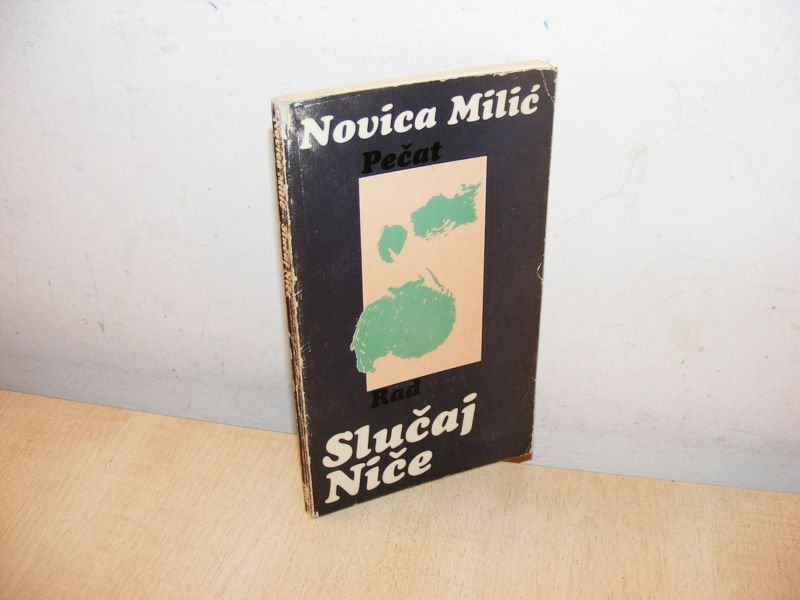 Novica Milić
Pečat
Rad
Slučaj
Niče